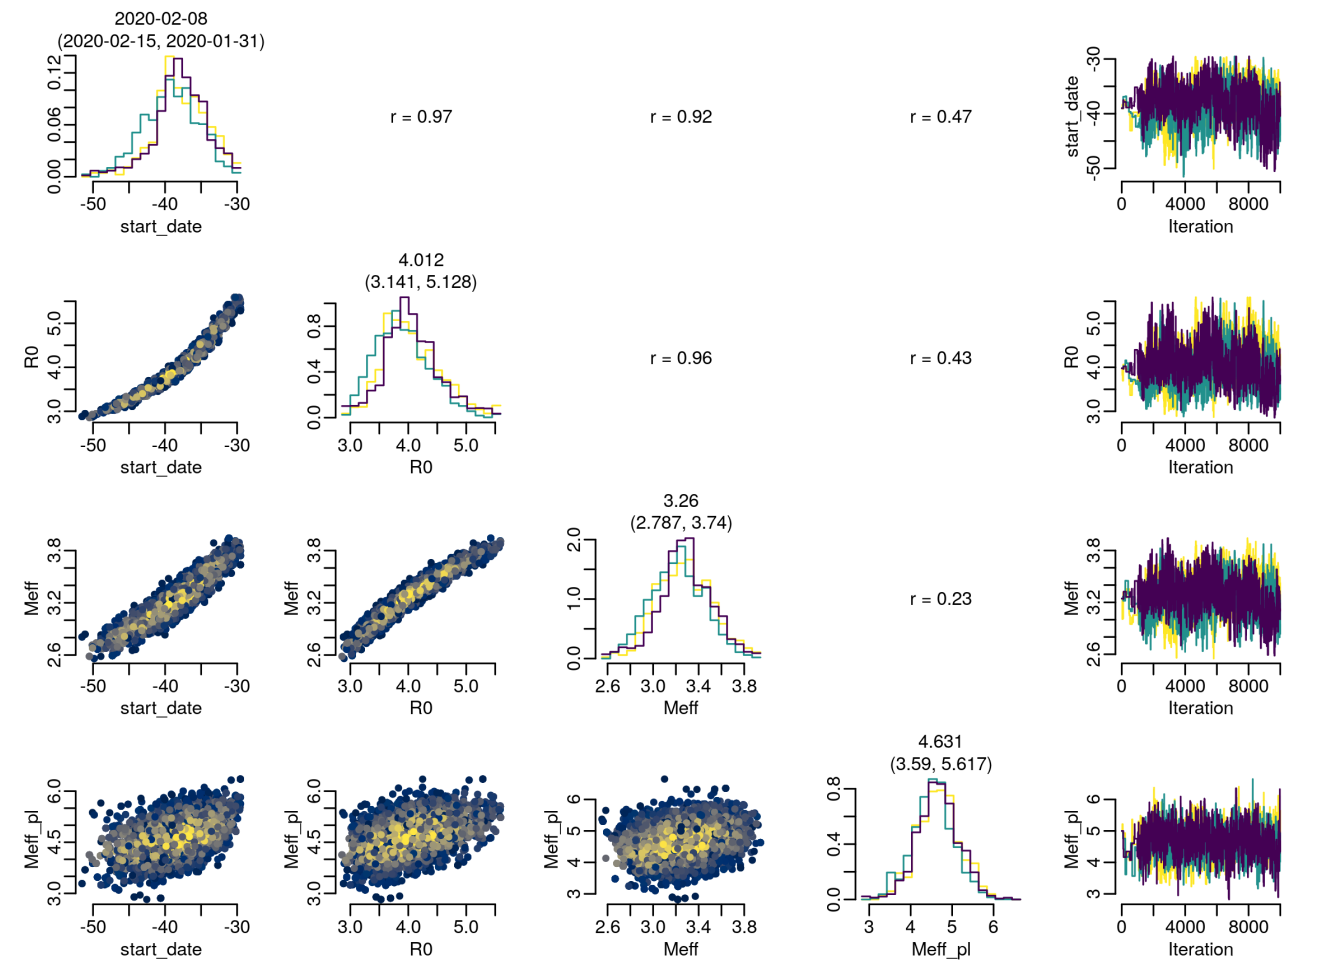 2020-02-08
(2020-02-15, 2020-01-31)
0.00 0.06 0.12
-50 -40 -30
start_date
r = 0.97
r = 0.92
r = 0.47
start_date
-50 -40 -30
0 4000 8000
Iteration
R0
3.0 4.0 5.0
-50 -40 -30
start_date
4.012
(3.141, 5.128)
0.0 0.4 0.8
3.0 4.0 5.0
R0
r = 0.96
r = 0.43
R0
3.0 4.0 5.0
0 4000 8000
Iteration
Meff
2.6 3.2 3.8
-50 -40 -30
start_date
Meff
2.6 3.2 3.8
3.0 4.0 5.0
R0
3.26
(2.787, 3.74)
0.0 1.0 2.0
2.6 3.0 3.4 3.8
Meff
r = 0.23
Meff
2.6 3.2 3.8
0 4000 8000
Iteration
Meff_pl
3.0 4.5 6.0
-50 -40 -30
start_date
Meff_pl
3.0 4.5 6.0
3.0 4.0 5.0
R0
Meff_pl
3 4 5 6
2.6 3.0 3.4 3.8
Meff
4.631
(3.59, 5.617)
0.0 0.4 0.8
3 4 5 6
Meff_pl
Meff_pl
3 4 5 6
0 4000 8000
Iteration